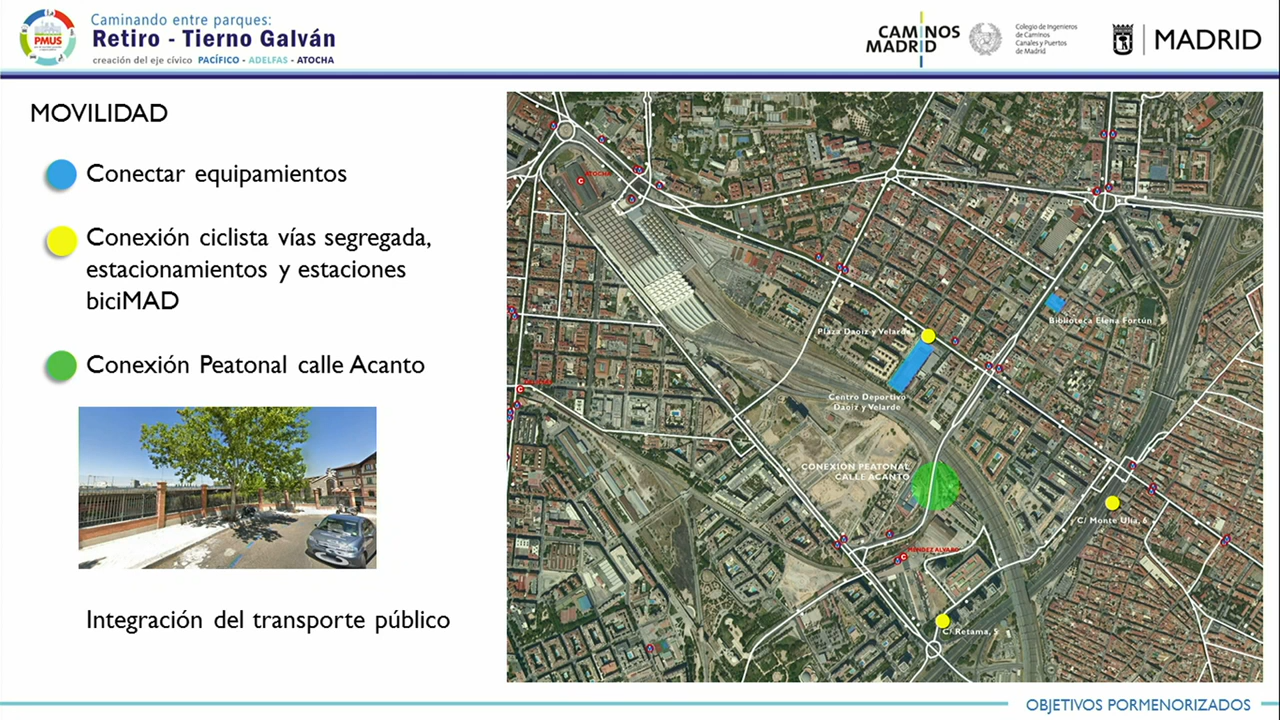 PMUS
Caminando entre parques:
Retiro - Tierno Galván
creación del eje cívico PACÍFICO - ADELFAS - ATOCHA
CAMINOS
MADRID
Colegio de Ingenieros
de Caminos
Canales y Puertos
de Madrid
MADRID
MOVILIDAD
Conectar equipamientos
Conexión ciclista vías segregada,
estacionamientos y estaciones
biciMAD
Conexión Peatonal calle Acanto
Integración del transporte público
ATOCHA
Biblioteca Elena Fortún
Plaza Daoiz y Velarde
Centro Deportivo
Daoiz y Velarde
CONEXIÓN PEATONAL
CALLE ACANTO
C/ Monte Ulia, 6
MENDEZ ALVARO
C/ Retama, 5
OBJETIVOS PORMENORIZADOS